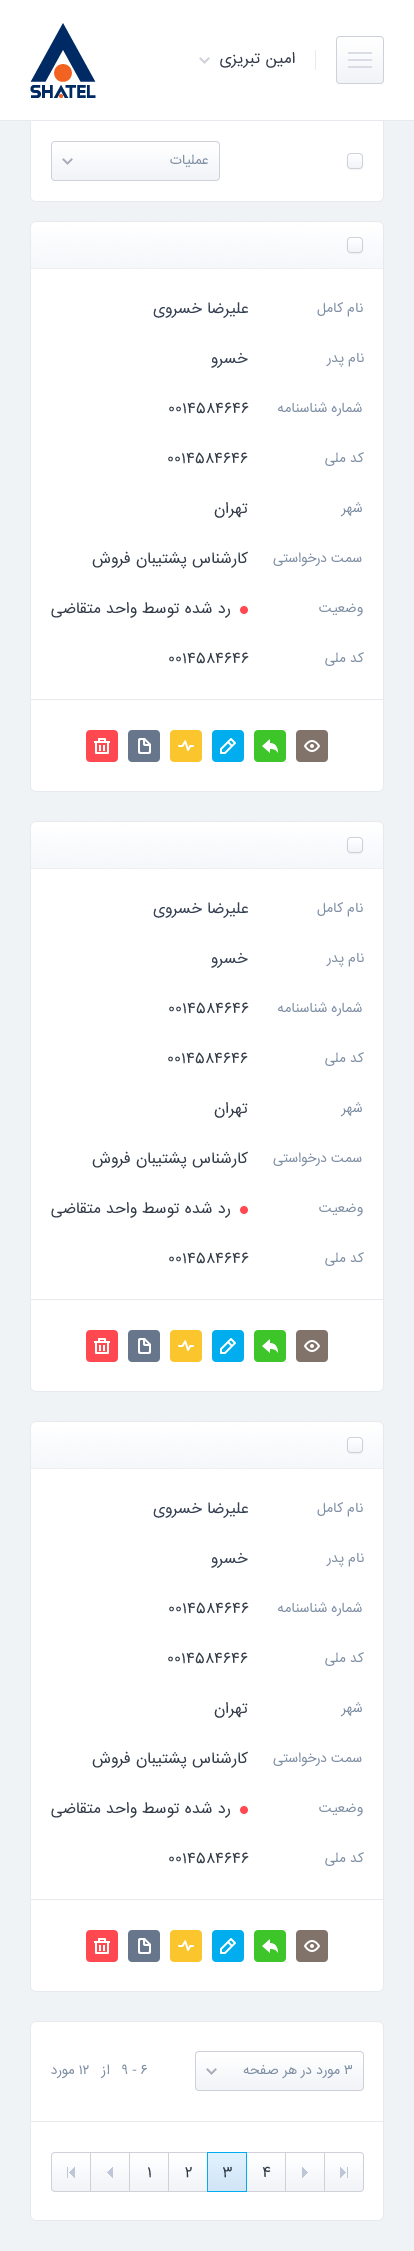 SHATEL
امین تبریزی
عملیات
نام کامل علیرضا خسروی
نام پدر خسرو
شماره شناسنامه ۰۰۱۴۵۸۴۶۴۶
کد ملی ۰۰۱۴۵۸۴۶۴۶
شهر تهران
سمت درخواستی کارشناس پشتیبان فروش
وضعیت رد شده توسط واحد متقاضی
کد ملی ۰۰۱۴۵۸۴۶۴۶
نام کامل علیرضا خسروی
نام پدر خسرو
شماره شناسنامه ۰۰۱۴۵۸۴۶۴۶
کد ملی ۰۰۱۴۵۸۴۶۴۶
شهر تهران
سمت درخواستی کارشناس پشتیبان فروش
وضعیت رد شده توسط واحد متقاضی
کد ملی ۰۰۱۴۵۸۴۶۴۶
نام کامل علیرضا خسروی
نام پدر خسرو
شماره شناسنامه ۰۰۱۴۵۸۴۶۴۶
کد ملی ۰۰۱۴۵۸۴۶۴۶
شهر تهران
سمت درخواستی کارشناس پشتیبان فروش
وضعیت رد شده توسط واحد متقاضی
کد ملی ۰۰۱۴۵۸۴۶۴۶
۳ مورد در هر صفحه
۶ - ۹ از ۱۲ مورد
۴ ۳ ۲ ۱